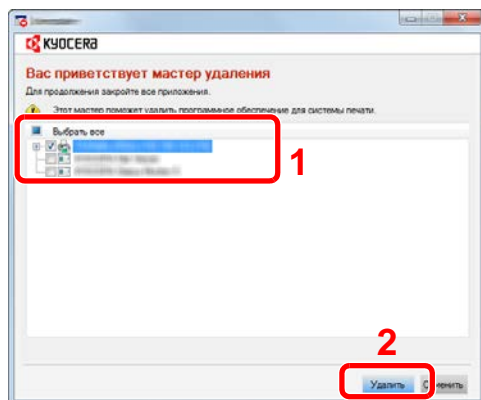 KYOCERA
Вас приветствует мастер удаления
Для продолжения закройте все приложения.
Этот мастер поможет удалить программное обеспечение для системы печати.
Выбрать все
1
2
Удалить